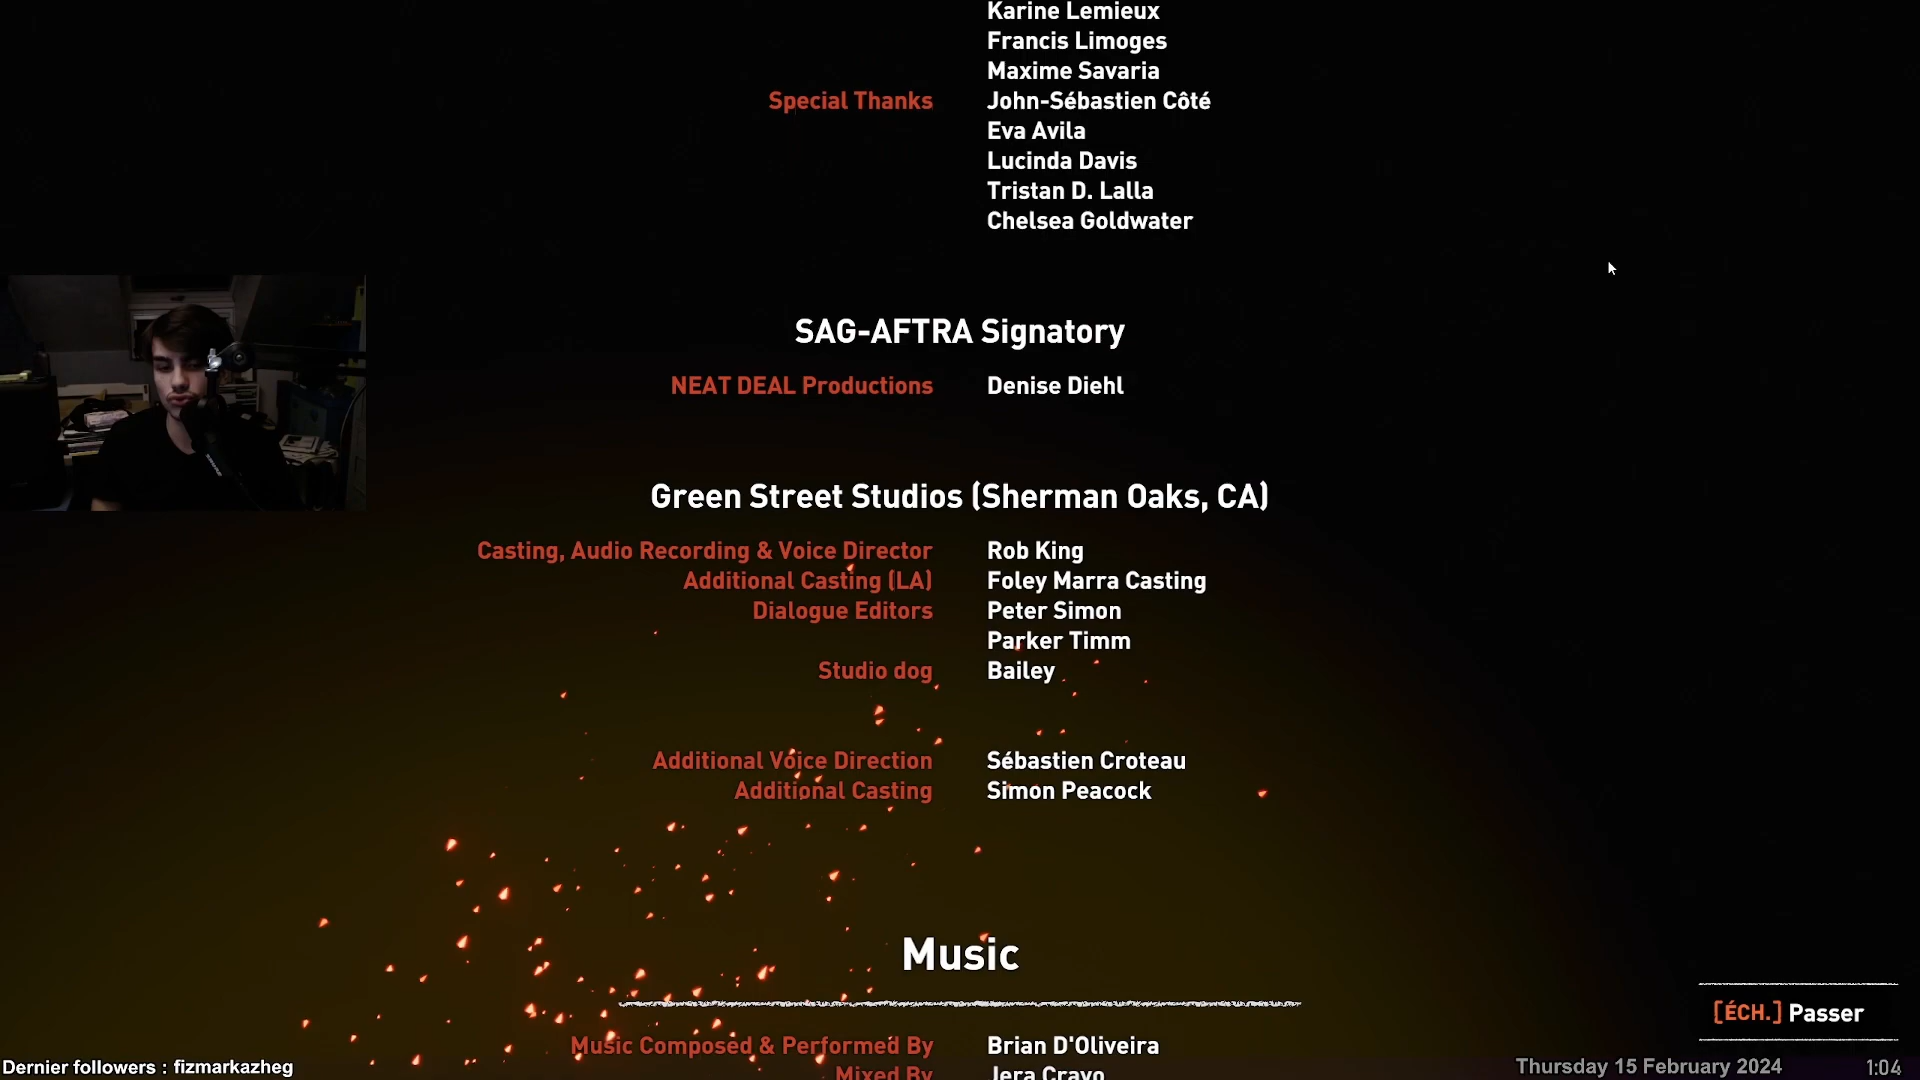 Karine Lemieux
Francis Limoges
Maxime Savaria
Special Thanks John-Sébastien Côté
Eva Avila
Lucinda Davis
Tristan D. Lalla
Chelsea Goldwater
SAG-AFTRA Signatory
NEAT DEAL Productions Denise Diehl
Green Street Studios (Sherman Oaks, CA)
Casting, Audio Recording & Voice Director Rob King
Additional Casting (LA) Foley Marra Casting
Dialogue Editors Peter Simon
Parker Timm
Studio dog Bailey
Additional Voice Direction Sébastien Croteau
Additional Casting Simon Peacock
Music
[ÉCH.] Passer
Music Composed & Performed By Brian D'Oliveira
Mixed By Jera Cravo
Dernier followers : fizmarkazheg
Thursday 15 February 2024 1:04